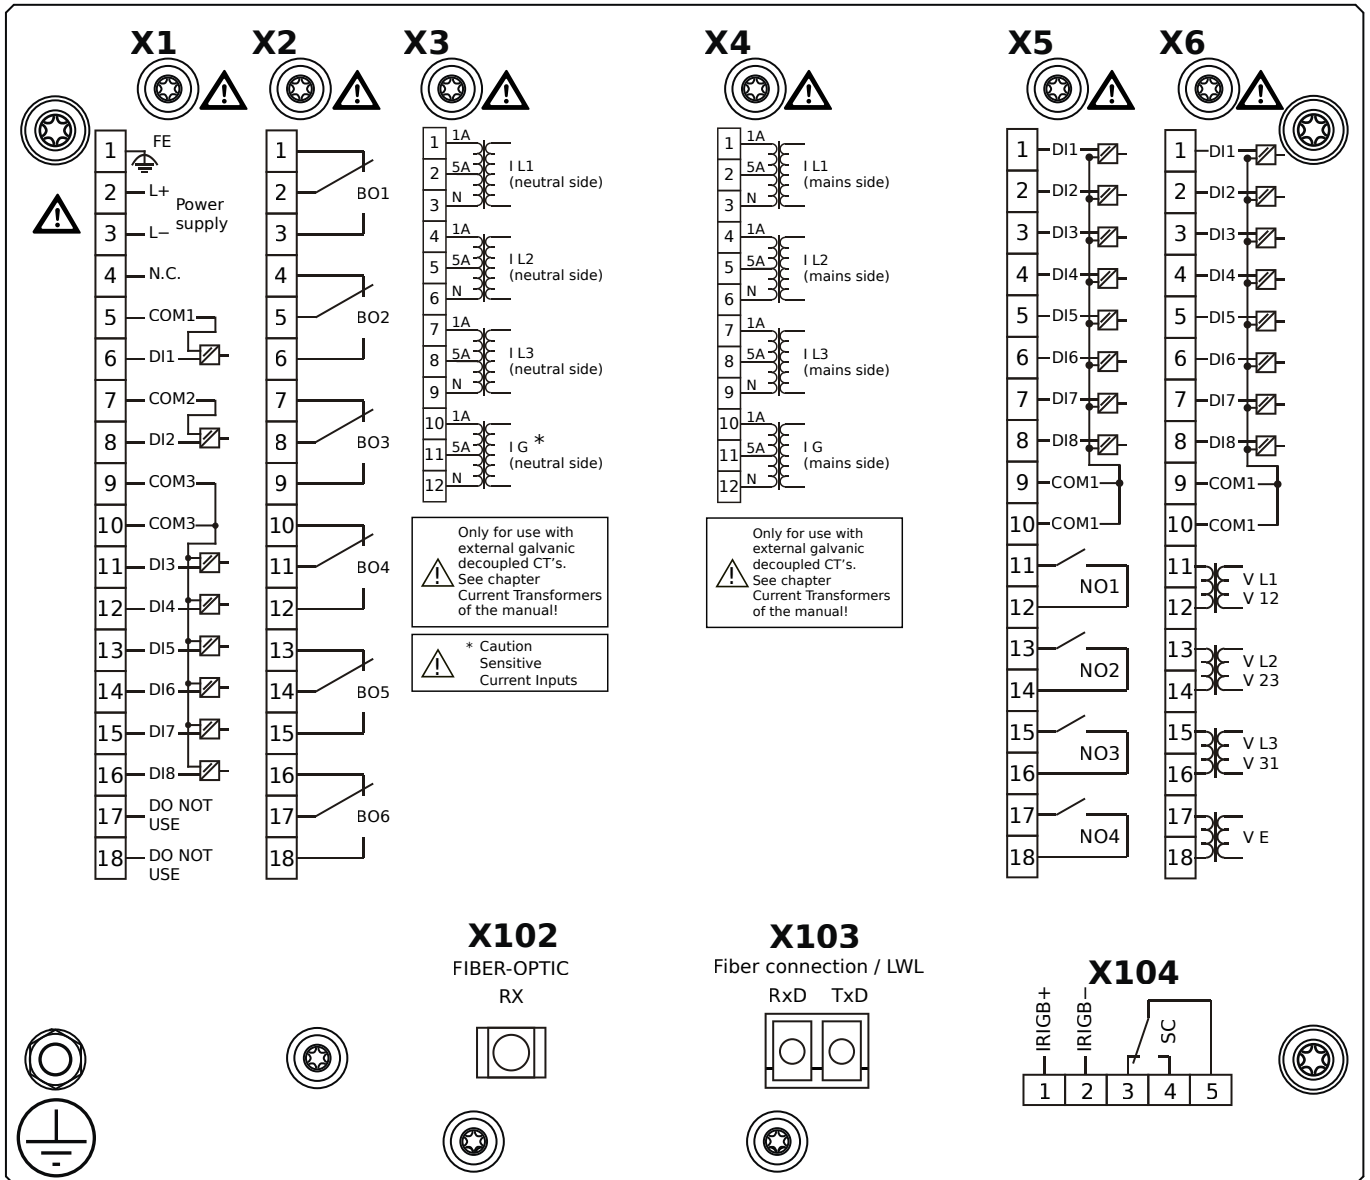 X1
X2
X3
X4
X5
X6
1 FE
2 L+
Power
supply
3 L−
4 N.C.
5 COM1
6 DI1
7 COM2
8 DI2
9 COM3
10 COM3
11 DI3
12 DI4
13 DI5
14 DI6
15 DI7
16 DI8
17 DO NOT
USE
18 DO NOT
USE
1
2 BO1
3
4
5 BO2
6
7
8 BO3
9
10
11 BO4
12
13
14 BO5
15
16
17 BO6
18
1 1A
2 5A I L1
(neutral side)
3 N
4 1A
5 5A I L2
(neutral side)
6 N
7 1A
8 5A I L3
(neutral side)
9 N
10 1A
11 5A I G *
(neutral side)
12 N
Only for use with
external galvanic
decoupled CT's.
See chapter
Current Transformers
of the manual!
* Caution
Sensitive
Current Inputs
1 1A
2 5A I L1
(mains side)
3 N
4 1A
5 5A I L2
(mains side)
6 N
7 1A
8 5A I L3
(mains side)
9 N
10 1A
11 5A I G
(mains side)
12 N
Only for use with
external galvanic
decoupled CT's.
See chapter
Current Transformers
of the manual!
1 DI1
2 DI2
3 DI3
4 DI4
5 DI5
6 DI6
7 DI7
8 DI8
9 COM1
10 COM1
11
NO1
12
13
NO2
14
15
NO3
16
17
NO4
18
1 DI1
2 DI2
3 DI3
4 DI4
5 DI5
6 DI6
7 DI7
8 DI8
9 COM1
10 COM1
11 V L1
12 V 12
13 V L2
14 V 23
15 V L3
16 V 31
17
V E
18
X102
FIBER-OPTIC
RX
X103
Fiber connection / LWL
RxD TxD
X104
IRIGB+
IRIGB−
SC
1 2 3 4 5